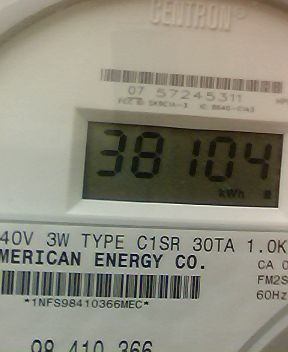 CENTRON®
07 57245311
38104
kWh
40V 3W TYPE C1SR 30TA 1.0K
MERICAN ENERGY CO.
CA 0
FM2S
60Hz
*1NFS98410366MEC*
98 410 366